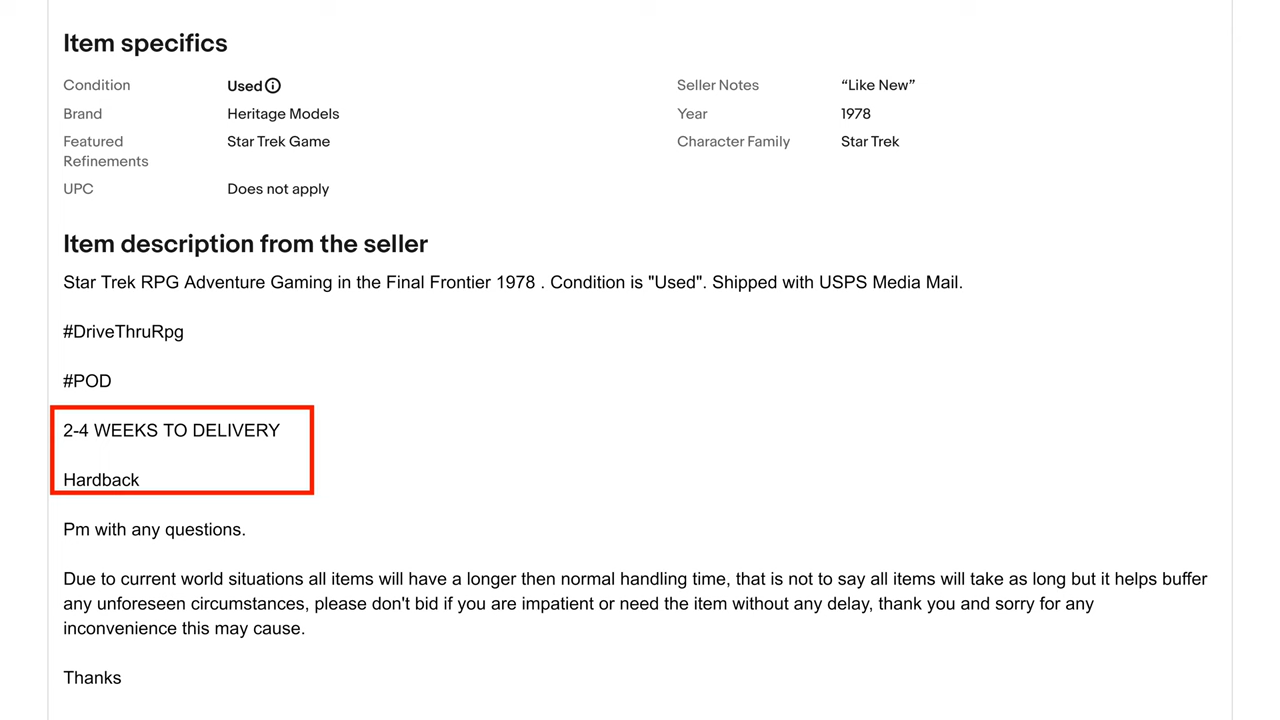 Item specifics
Condition
Used
Seller Notes
“Like New”
Brand
Heritage Models
Year
1978
Featured
Refinements
Star Trek Game
Character Family
Star Trek
UPC
Does not apply
Item description from the seller
Star Trek RPG Adventure Gaming in the Final Frontier 1978 . Condition is "Used". Shipped with USPS Media Mail.
#DriveThruRpg
#POD
2-4 WEEKS TO DELIVERY
Hardback
Pm with any questions.
Due to current world situations all items will have a longer then normal handling time, that is not to say all items will take as long but it helps buffer
any unforeseen circumstances, please don't bid if you are impatient or need the item without any delay, thank you and sorry for any
inconvenience this may cause.
Thanks